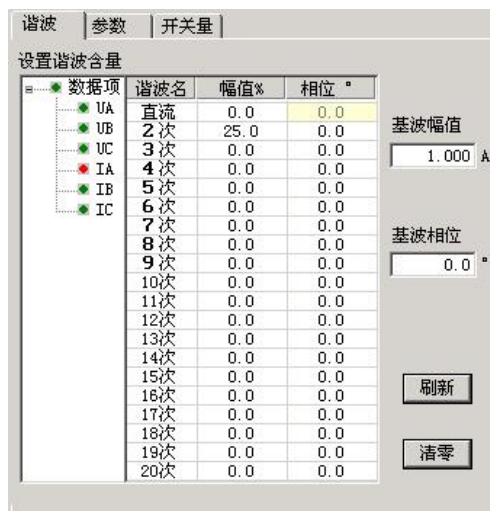 谐波 参数 开关量
设置谐波含量
数据项 谐波名 幅值% 相位 °
UA 直流 0.0 0.0
UB 2次 25.0 0.0
UC 3次 0.0 0.0
IA 4次 0.0 0.0
IB 5次 0.0 0.0
IC 6次 0.0 0.0
7次 0.0 0.0
8次 0.0 0.0
9次 0.0 0.0
10次 0.0 0.0
11次 0.0 0.0
12次 0.0 0.0
13次 0.0 0.0
14次 0.0 0.0
15次 0.0 0.0
16次 0.0 0.0
17次 0.0 0.0
18次 0.0 0.0
19次 0.0 0.0
20次 0.0 0.0
基波幅值
1.000 A
基波相位
0.0 °
刷新
清零